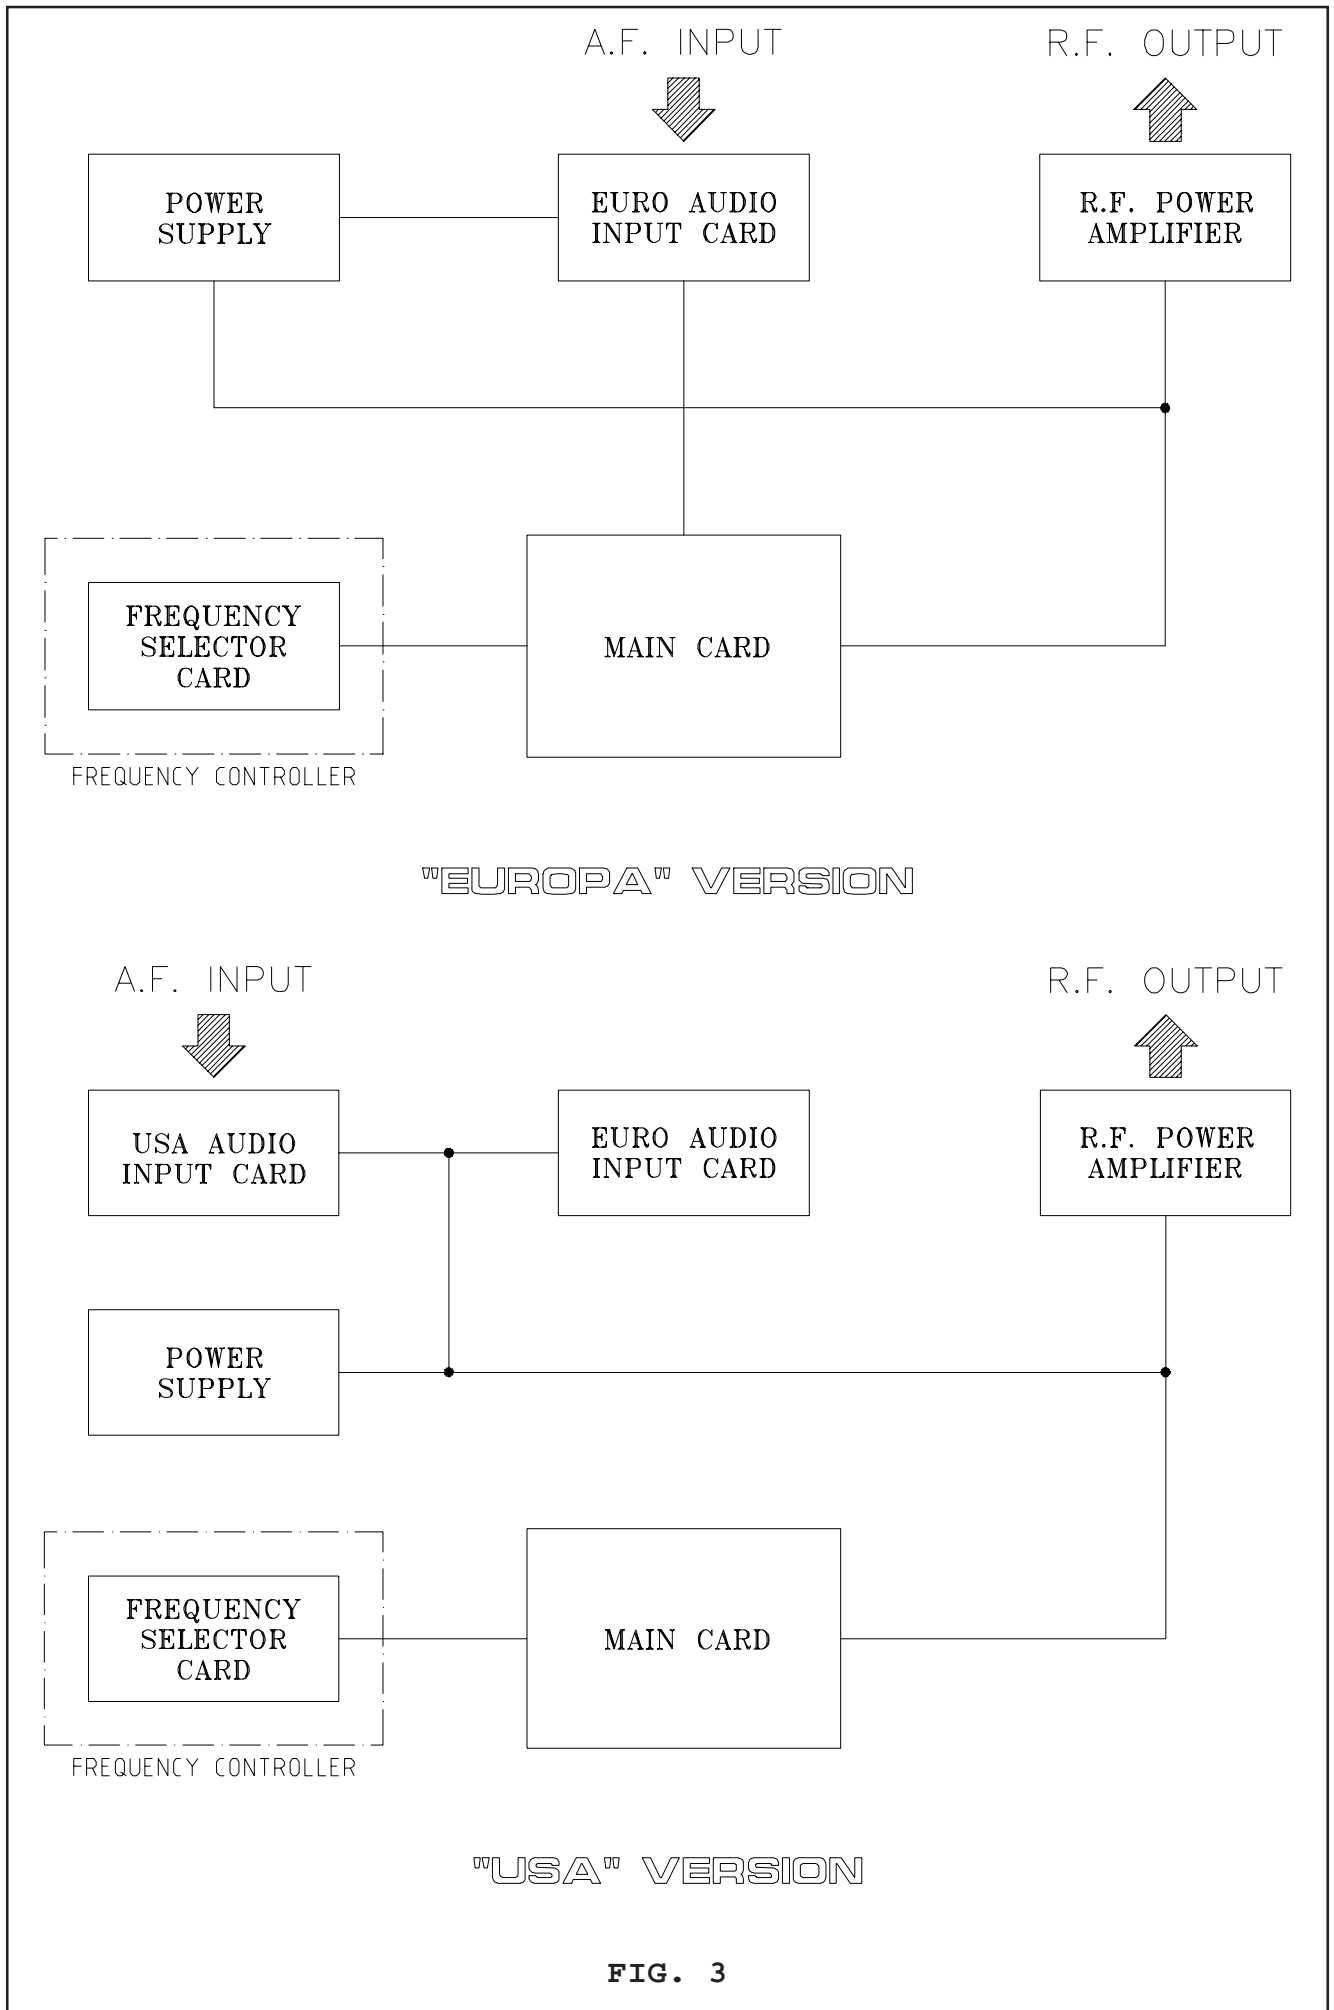 A.F. INPUT
R.F. OUTPUT
POWER
SUPPLY
EURO AUDIO
INPUT CARD
R.F. POWER
AMPLIFIER
FREQUENCY
SELECTOR
CARD
MAIN CARD
FREQUENCY CONTROLLER
"EUROPA" VERSION
A.F. INPUT
R.F. OUTPUT
USA AUDIO
INPUT CARD
EURO AUDIO
INPUT CARD
R.F. POWER
AMPLIFIER
POWER
SUPPLY
FREQUENCY
SELECTOR
CARD
MAIN CARD
FREQUENCY CONTROLLER
"USA" VERSION
FIG. 3